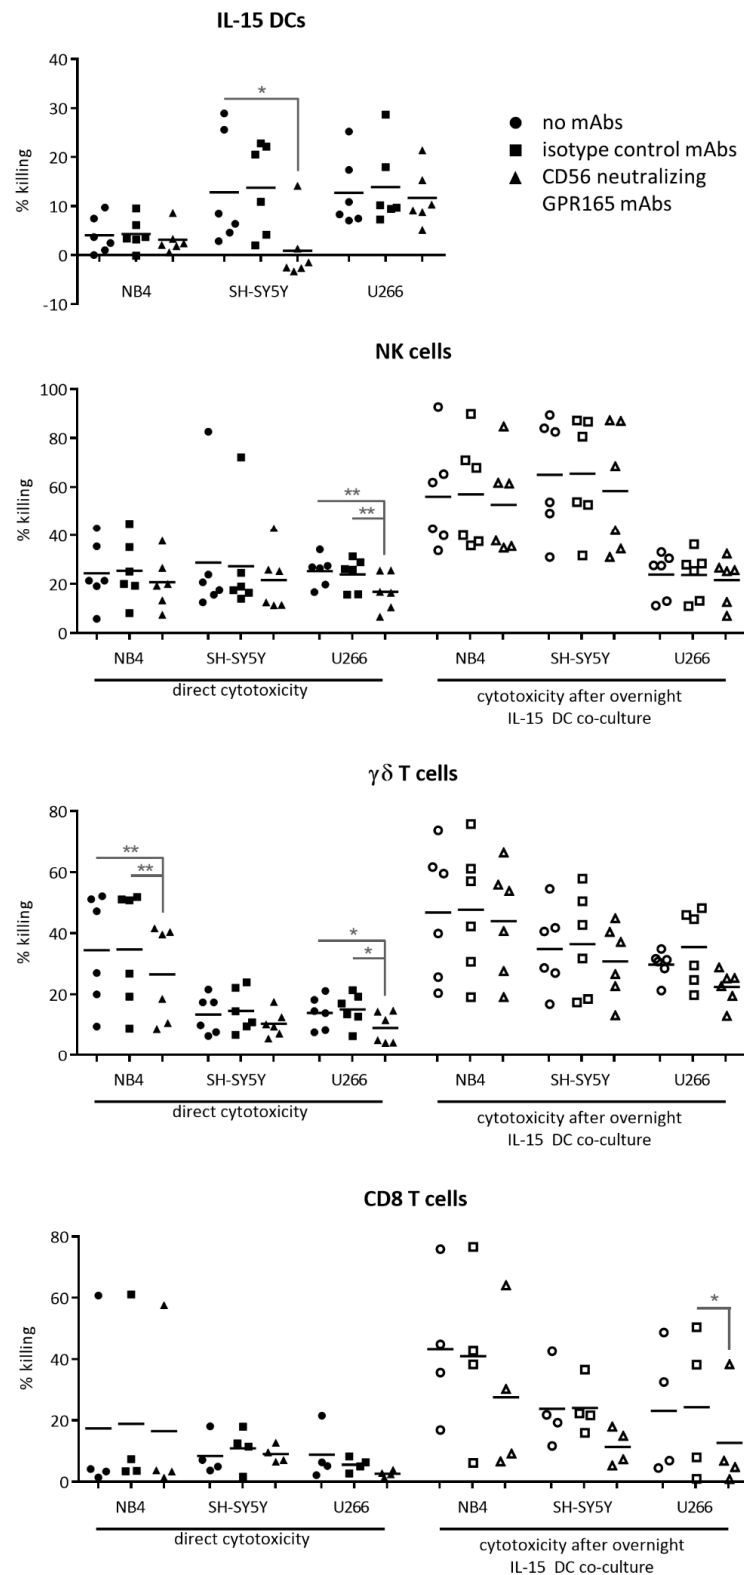 IL-15 DCs
40
30
20
10
0
-10
% killing
*
NB4
SH-SY5Y
U266
no mAbs
isotype control mAbs
CD56 neutralizing
GPR165 mAbs
NK cells
100
80
60
40
20
0
% killing
**
**
NB4
SH-SY5Y
U266
NB4
SH-SY5Y
U266
direct cytotoxicity
cytotoxicity after overnight
IL-15 DC co-culture
γδ T cells
80
60
40
20
0
% killing
**
**
*
*
NB4
SH-SY5Y
U266
NB4
SH-SY5Y
U266
direct cytotoxicity
cytotoxicity after overnight
IL-15 DC co-culture
CD8 T cells
80
60
40
20
0
% killing
*
NB4
SH-SY5Y
U266
NB4
SH-SY5Y
U266
direct cytotoxicity
cytotoxicity after overnight
IL-15 DC co-culture